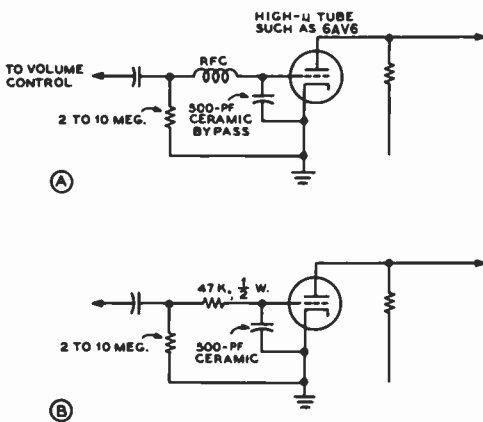 HIGH-µ TUBE
SUCH AS 6AV6
RFC
TO VOLUME
CONTROL
500-PF
CERAMIC
BYPASS
2 TO 10 MEG.
A
47K, 1/2 W.
2 TO 10 MEG.
500-PF
CERAMIC
B